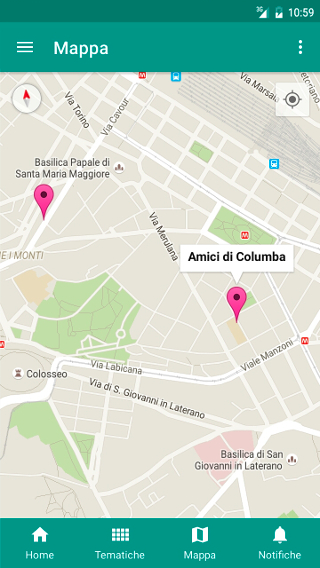 3G
10:59
Mappa
Via Torino
Via Cavour
Via Marsala
Basilica Papale di
Santa Maria Maggiore
M
E I MONTI
Via Merulana
M
Amici di Columba
M
Viale Manzoni
Via Labicana
Colosseo
Via di S. Giovanni in Laterano
M
Basilica di San
Giovanni in Laterano
Home
Tematiche
Mappa
Notifiche